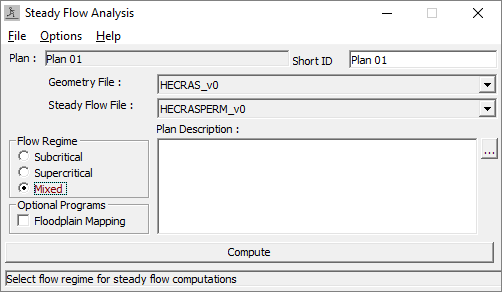 Steady Flow Analysis
File Options Help
Plan : Plan 01 Short ID Plan 01
Geometry File : HECRAS_v0
Steady Flow File : HECRASPERM_v0
Plan Description :
Flow Regime
Subcritical
Supercritical
Mixed
...
Optional Programs
Floodplain Mapping
Compute
Select flow regime for steady flow computations